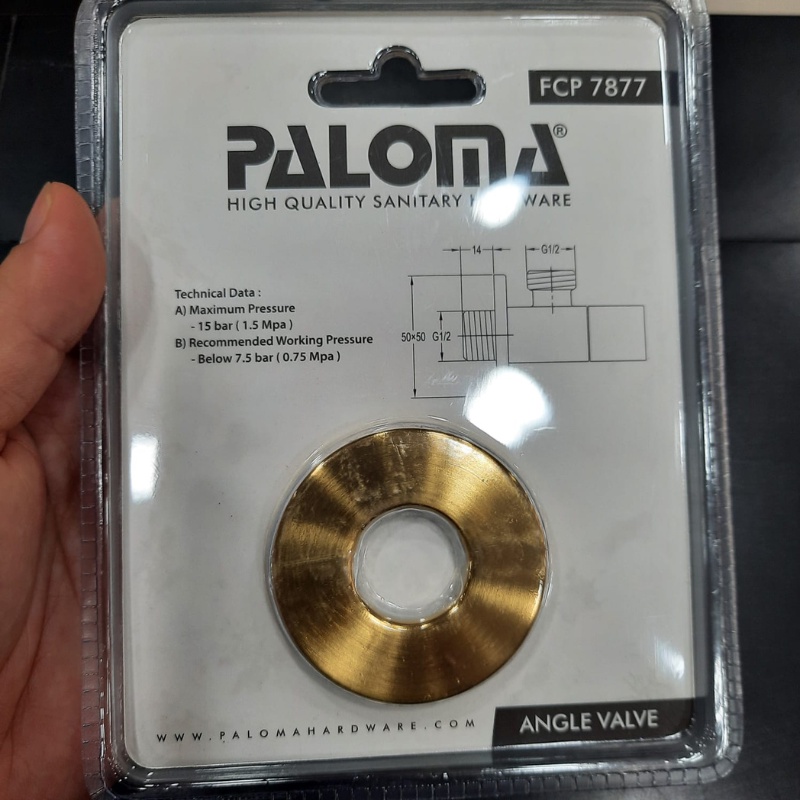 FCP 7877
PALOMA®
HIGH QUALITY SANITARY WARE
14
G1/2
Technical Data :
A) Maximum Pressure
- 15 bar ( 1.5 Mpa )
50×50
G1/2
B) Recommended Working Pressure
- Below 7.5 bar ( 0.75 Mpa )
WWW.PALOMAHARDWARE.COM
ANGLE VALVE